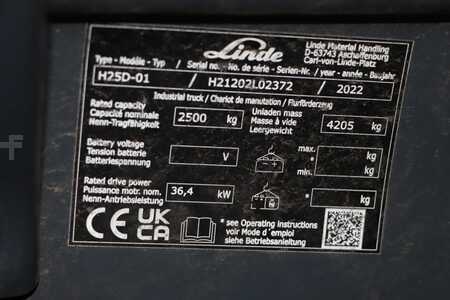 Linde
Linde Material Handling
D-63743 Aschaffenburg
Carl-von-Linde-Platz
Type - Modèle - Typ / Serial no. - No. de série - Serien-Nr. / year - année - Baujahr
H25D-01 / H21202L02372 / 2022
Industrial truck / Chariot de manutation / Flurförderzeug
Rated capacity
Capacité nominale
Nenn-Tragfähigkeit
2500 kg
Unladen mass
Masse à vide
Leergewicht
4205 kg
Battery voltage
Tension batterie
Batteriespannung
V
max.
kg
min.
kg
Rated drive power
Puissance motr. nom.
Nenn-Antriebsleistung
36,4 kW
kg
CE UK
CA
* see Operating instructions
voir Mode d'emploi
siehe Betriebsanleitung